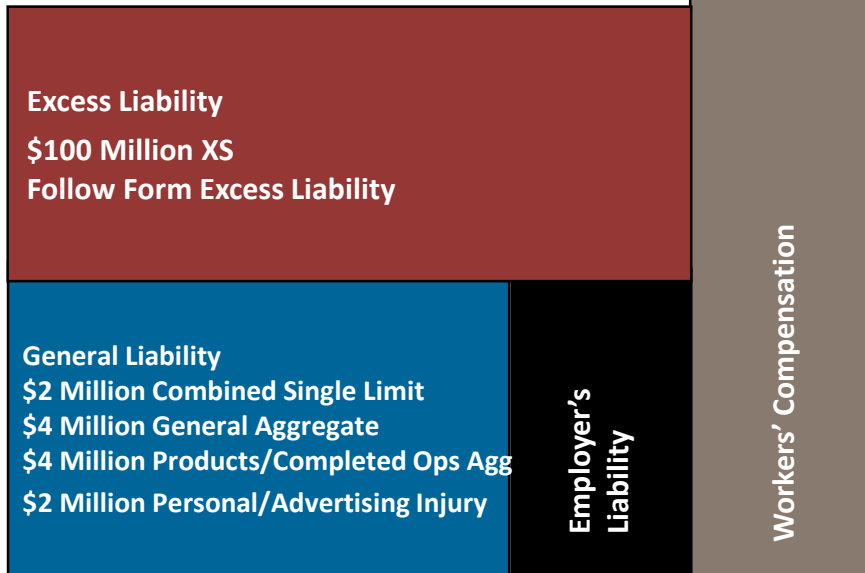 Excess Liability
$100 Million XS
Follow Form Excess Liability
General Liability
$2 Million Combined Single Limit
$4 Million General Aggregate
$4 Million Products/Completed Ops Agg
$2 Million Personal/Advertising Injury
Employer’s
Liability
Workers’ Compensation